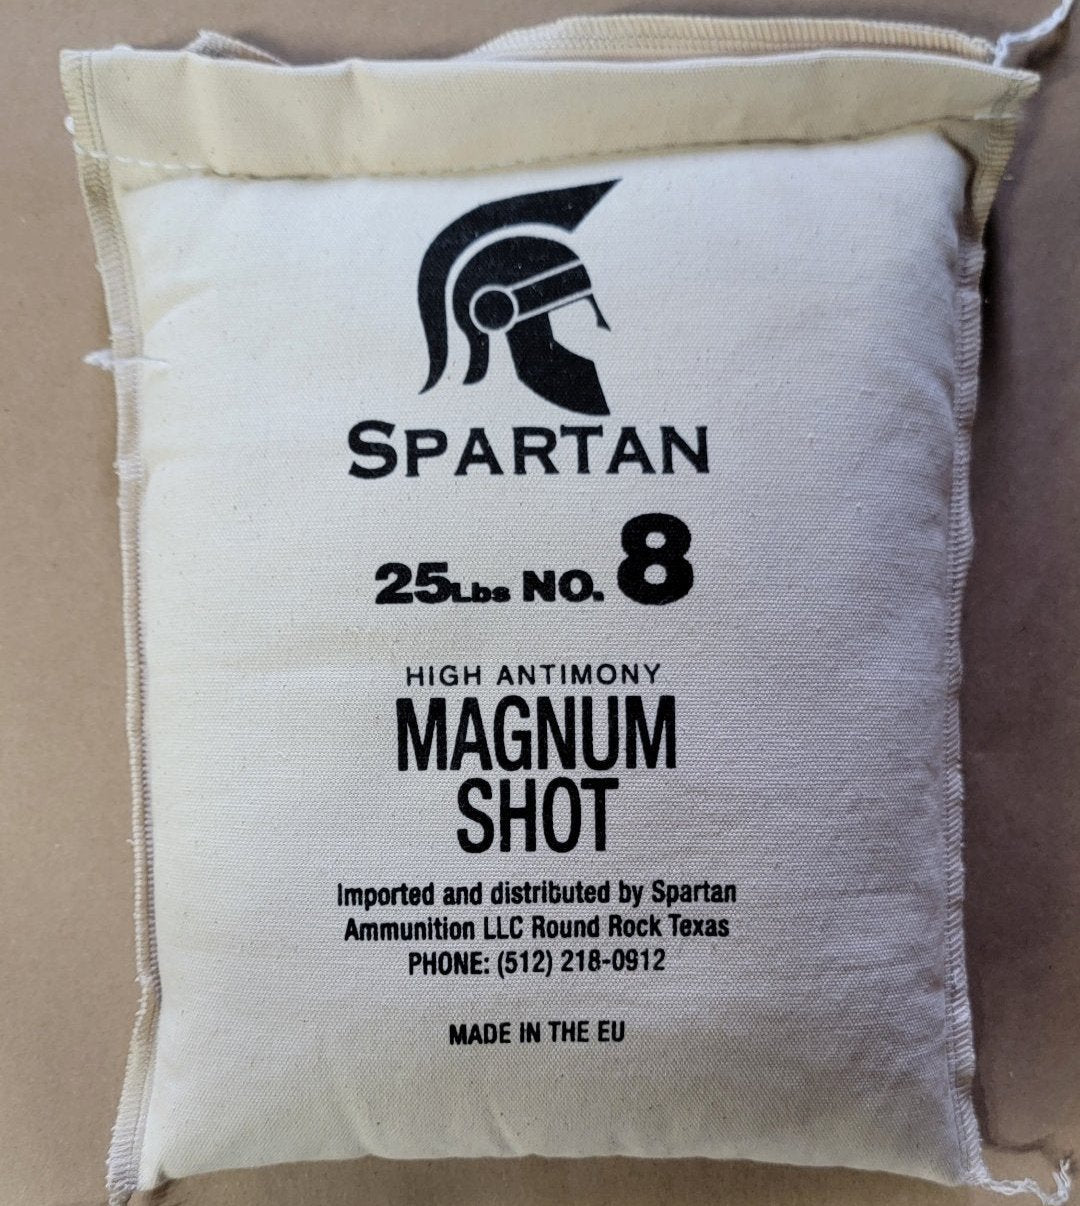 SPARTAN
25Lbs NO. 8
HIGH ANTIMONY
MAGNUM
SHOT
Imported and distributed by Spartan
Ammunition LLC Round Rock Texas
PHONE: (512) 218-0912
MADE IN THE EU